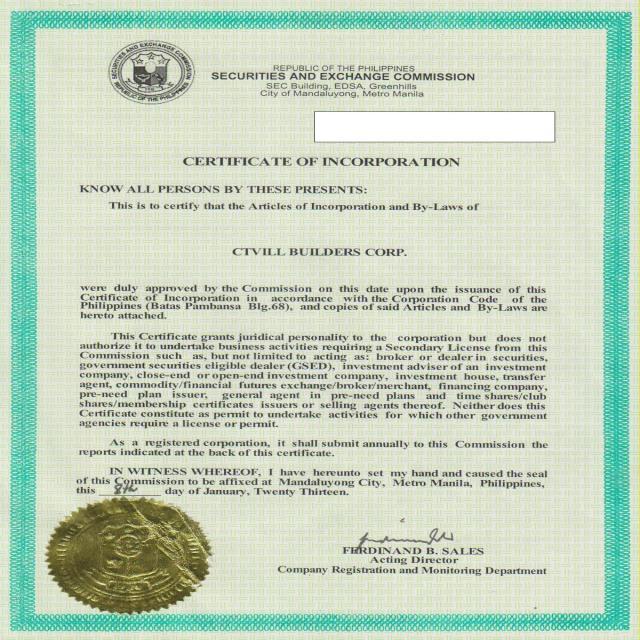 SECURITIES AND EXCHANGE COMMISSION
REPUBLIC OF THE PHILIPPINES
REPUBLIC OF THE PHILIPPINES
SECURITIES AND EXCHANGE COMMISSION
SEC Building, EDSA, Greenhills
City of Mandaluyong, Metro Manila
CERTIFICATE OF INCORPORATION
KNOW ALL PERSONS BY THESE PRESENTS:
This is to certify that the Articles of Incorporation and By-Laws of
CTVILL BUILDERS CORP.
were duly approved by the Commission on this date upon the issuance of this
Certificate of Incorporation in accordance with the Corporation Code of the
Philippines (Batas Pambansa Blg.68), and copies of said Articles and By-Laws are
hereto attached.
This Certificate grants juridical personality to the corporation but does not
authorize it to undertake business activities requiring a Secondary License from this
Commission such as, but not limited to acting as: broker or dealer in securities,
government securities eligible dealer (GSED), investment adviser of an investment
company, close-end or open-end investment company, investment house, transfer
agent, commodity/financial futures exchange/broker/merchant, financing company,
pre-need plan issuer, general agent in pre-need plans and time shares/club
shares/membership certificates issuers or selling agents thereof. Neither does this
Certificate constitute as permit to undertake activities for which other government
agencies require a license or permit.
As a registered corporation, it shall submit annually to this Commission the
reports indicated at the back of this certificate.
IN WITNESS WHEREOF, I have hereunto set my hand and caused the seal
of this Commission to be affixed at Mandaluyong City, Metro Manila, Philippines,
this 8th day of January, Twenty Thirteen.
FERDINAND B. SALES
Acting Director
Company Registration and Monitoring Department